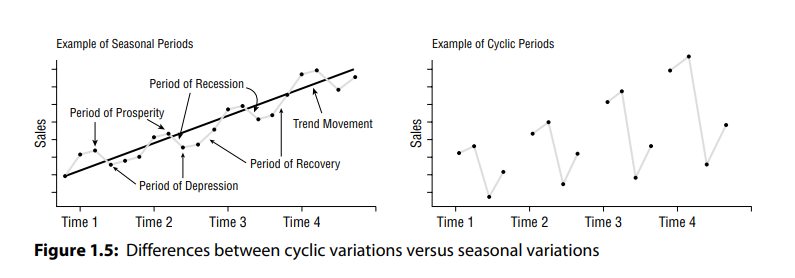 Example of Seasonal Periods
Period of Recession
Period of Prosperity
Trend Movement
Period of Recovery
Period of Depression
Sales
Time 1 Time 2 Time 3 Time 4
Example of Cyclic Periods
Sales
Time 1 Time 2 Time 3 Time 4
Figure 1.5: Differences between cyclic variations versus seasonal variations